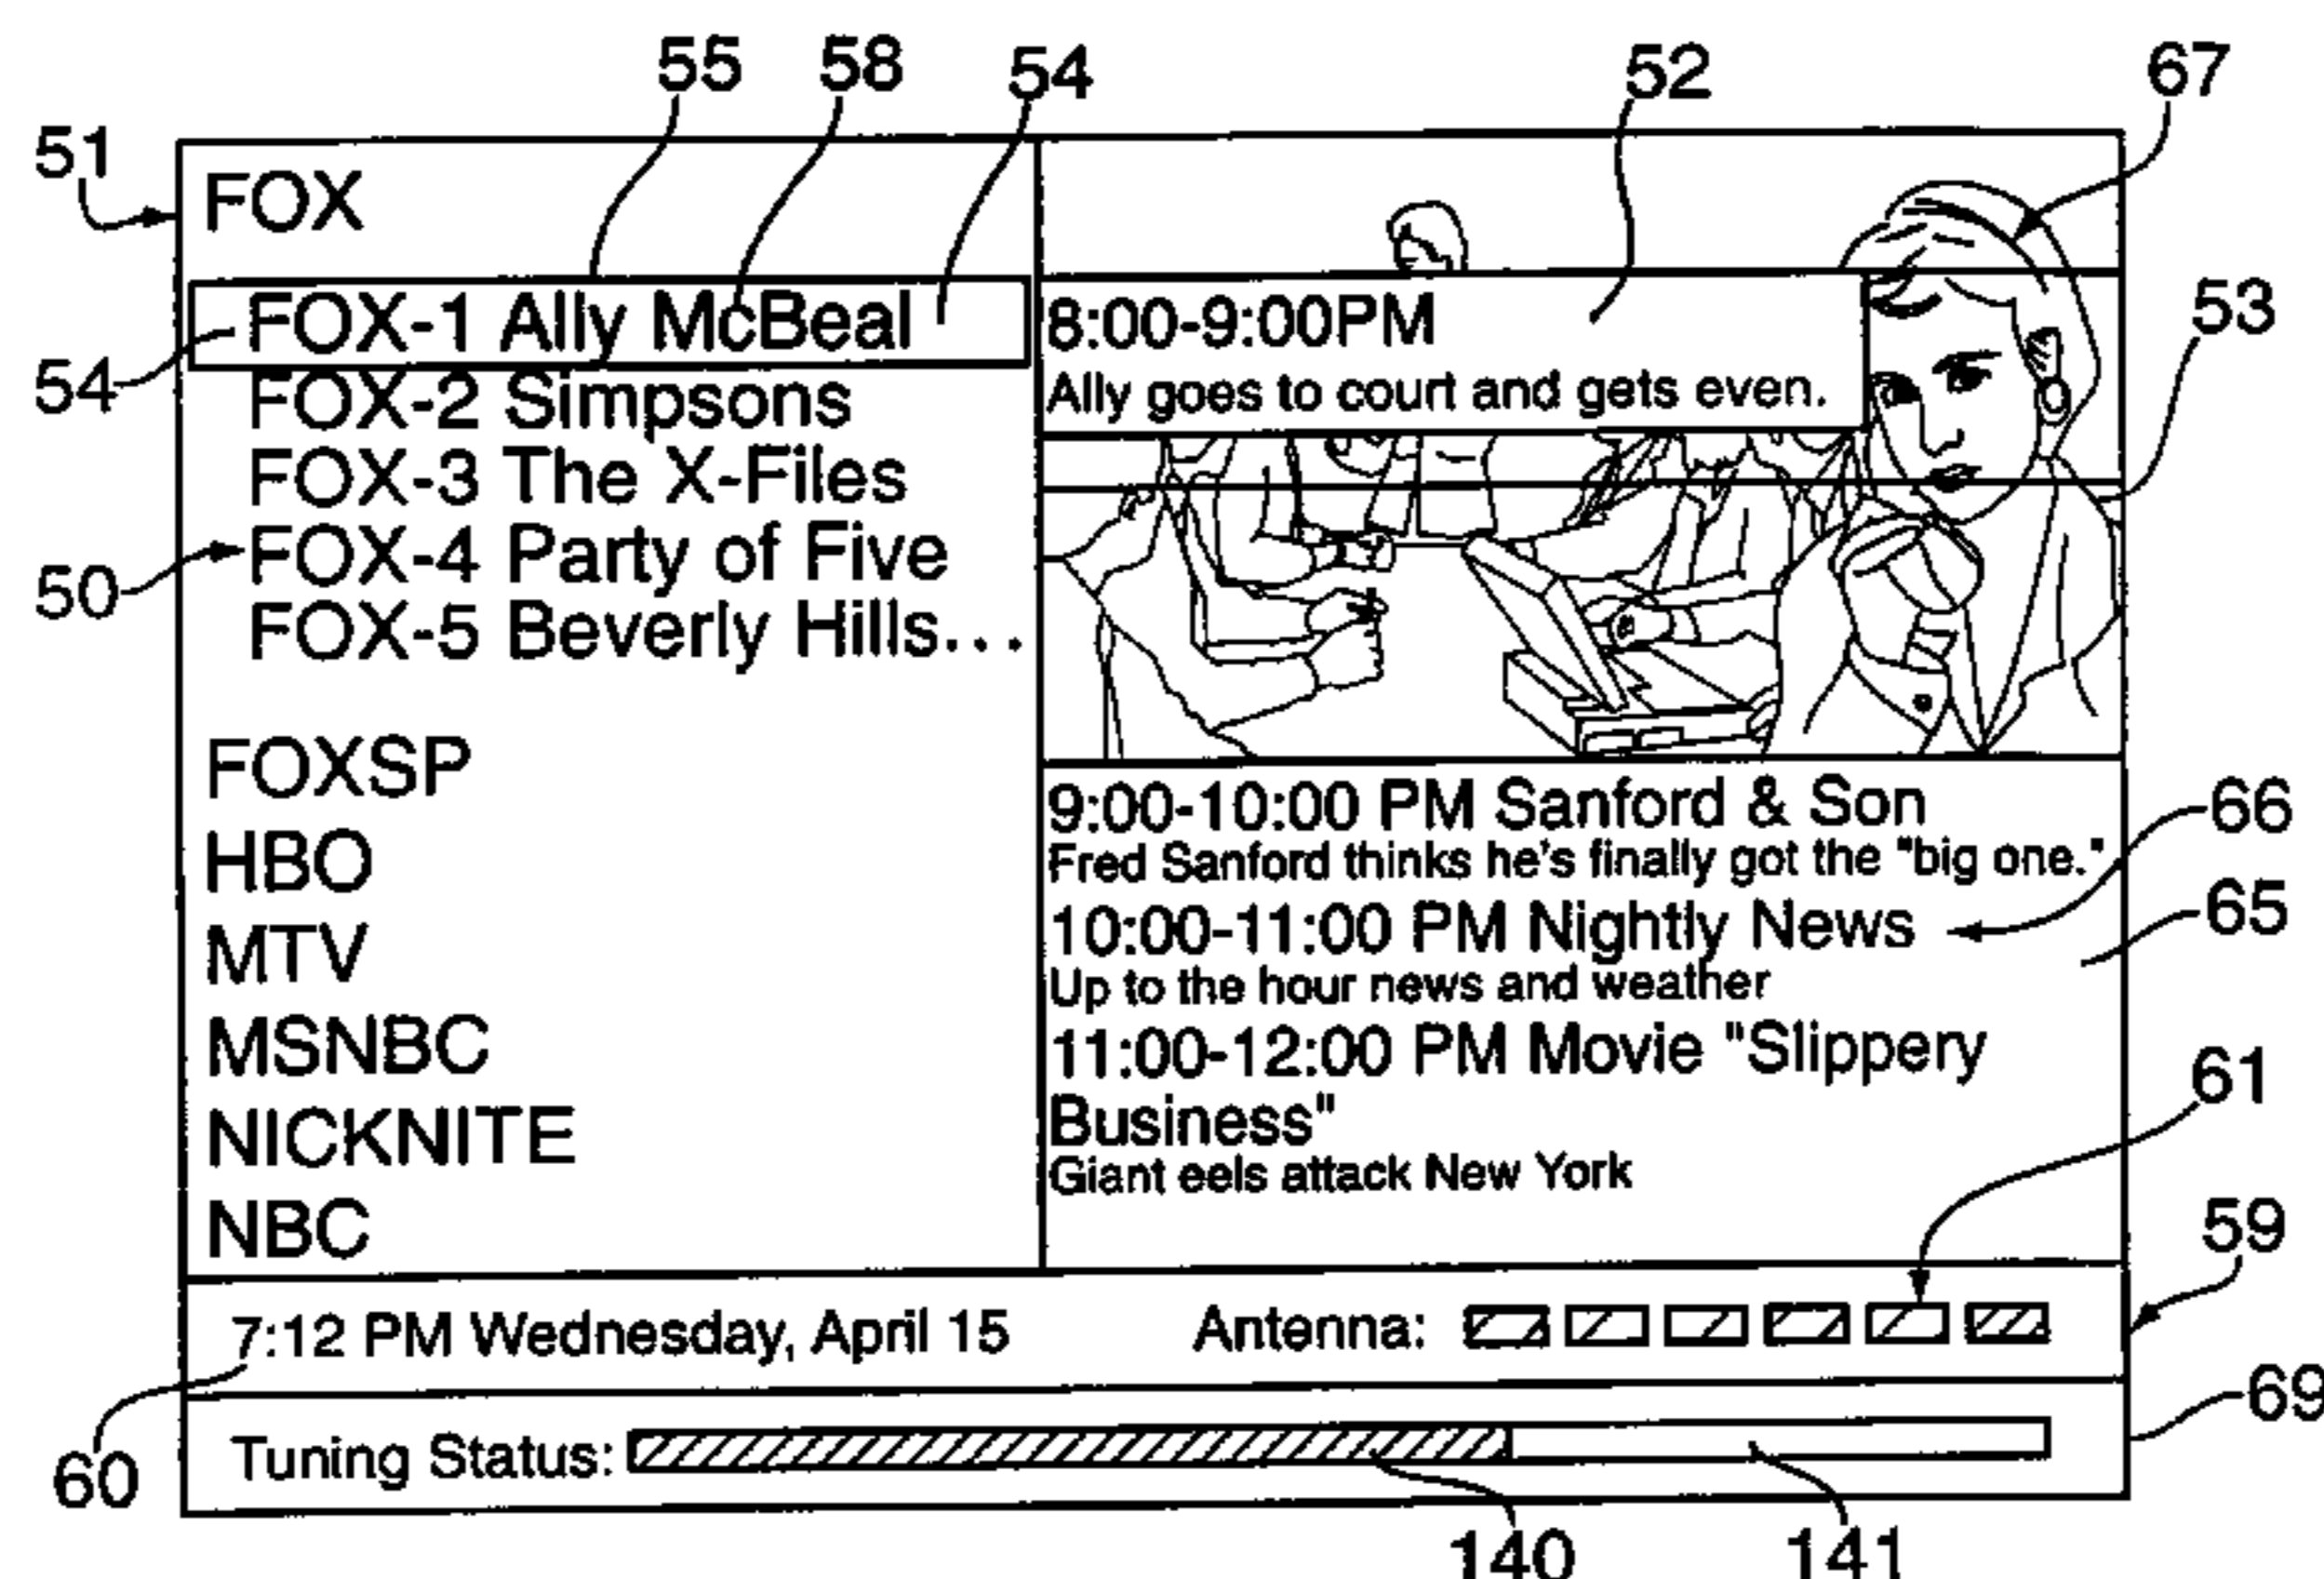 55 58 54 52 67
51
FOX
FOX-1 Ally McBeal
54
FOX-2 Simpsons
FOX-3 The X-Files
50
FOX-4 Party of Five
FOX-5 Beverly Hills...
FOXSP
HBO
MTV
MSNBC
NICKNITE
NBC
8:00-9:00PM
Ally goes to court and gets even.
53
9:00-10:00 PM Sanford & Son
Fred Sanford thinks he's finally got the "big one."
10:00-11:00 PM Nightly News
Up to the hour news and weather
11:00-12:00 PM Movie "Slippery
Business"
Giant eels attack New York
66
65
61
59
7:12 PM Wednesday, April 15
Antenna:
69
60
Tuning Status:
140 141